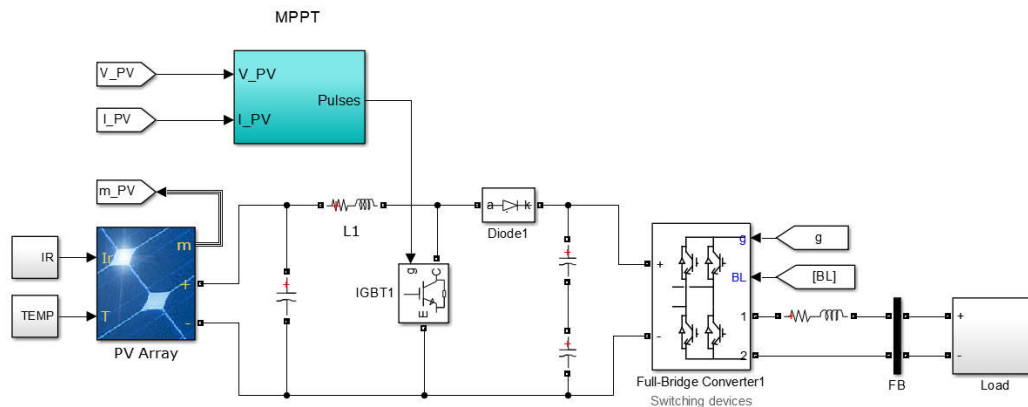 MPPT
V_PV
I_PV
V_PV
I_PV
Pulses
m_PV
IR
TEMP
Ir
T
m
+
-
PV Array
L1
g
C
E
IGBT1
a
k
Diode1
+
-
g
BL
1
2
Full-Bridge Converter1
Switching devices
g
[BL]
FB
+
-
Load